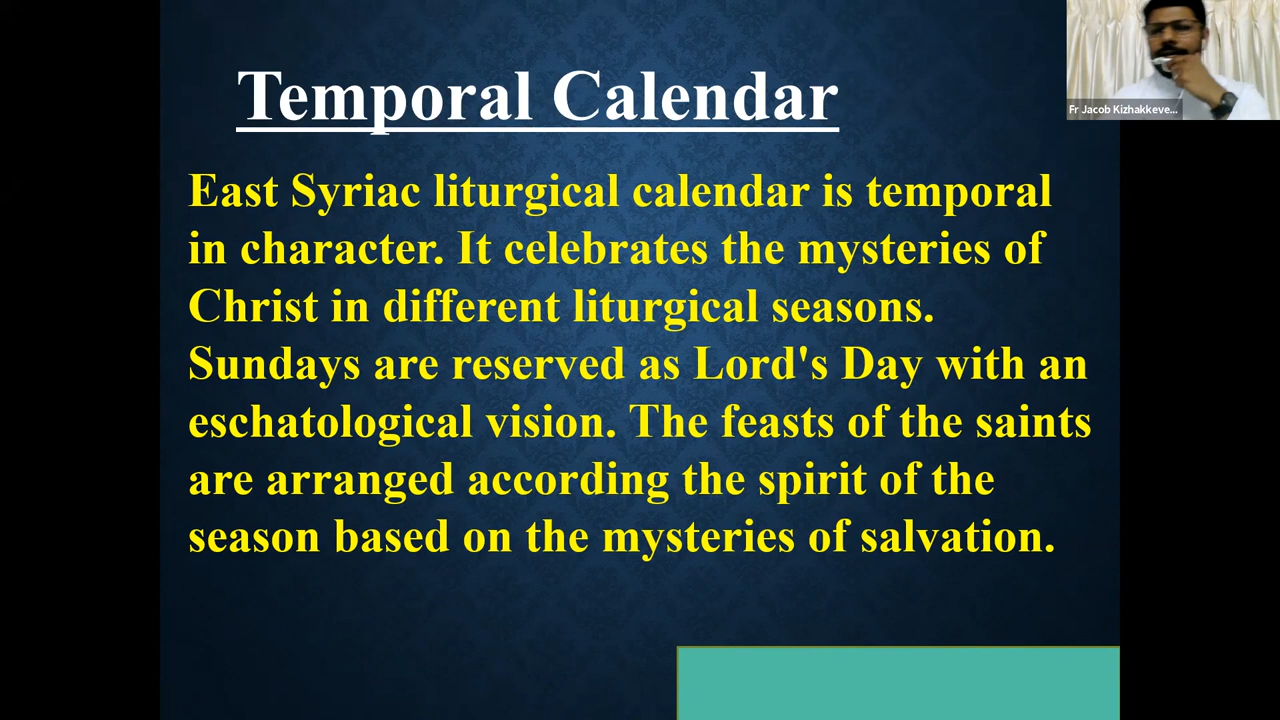 Temporal Calendar
Fr Jacob Kizhakkeve...
East Syriac liturgical calendar is temporal
in character. It celebrates the mysteries of
Christ in different liturgical seasons.
Sundays are reserved as Lord's Day with an
eschatological vision. The feasts of the saints
are arranged according the spirit of the
season based on the mysteries of salvation.